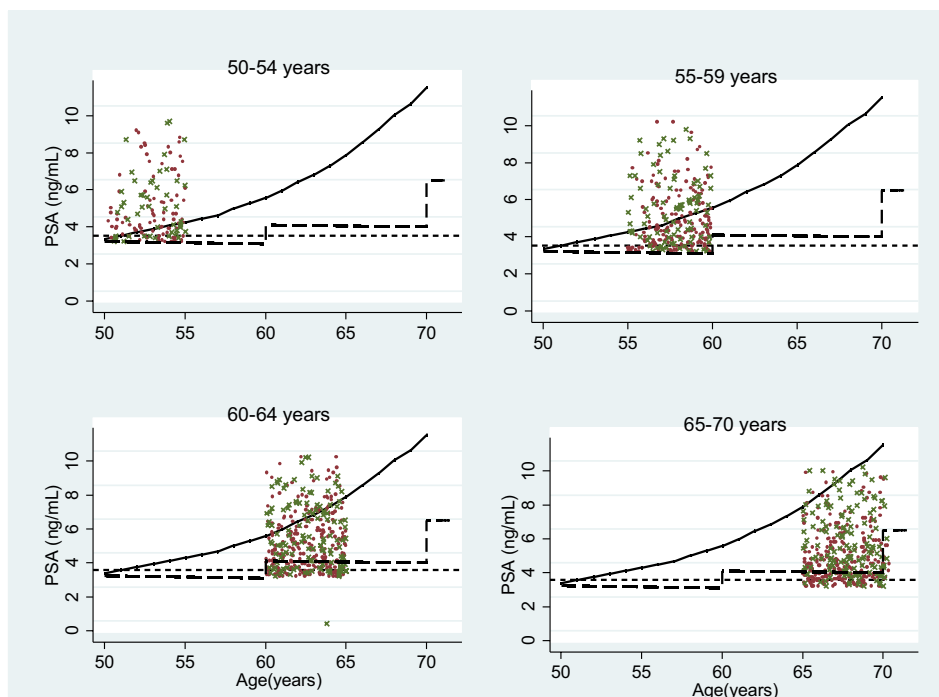 50-54 years
PSA (ng/mL)
0 2 4 6 8 10
50 55 60 65 70
55-59 years
PSA (ng/mL)
0 2 4 6 8 10
50 55 60 65 70
60-64 years
PSA (ng/mL)
0 2 4 6 8 10
50 55 60 65 70
Age(years)
65-70 years
PSA (ng/mL)
0 2 4 6 8 10
50 55 60 65 70
Age(years)